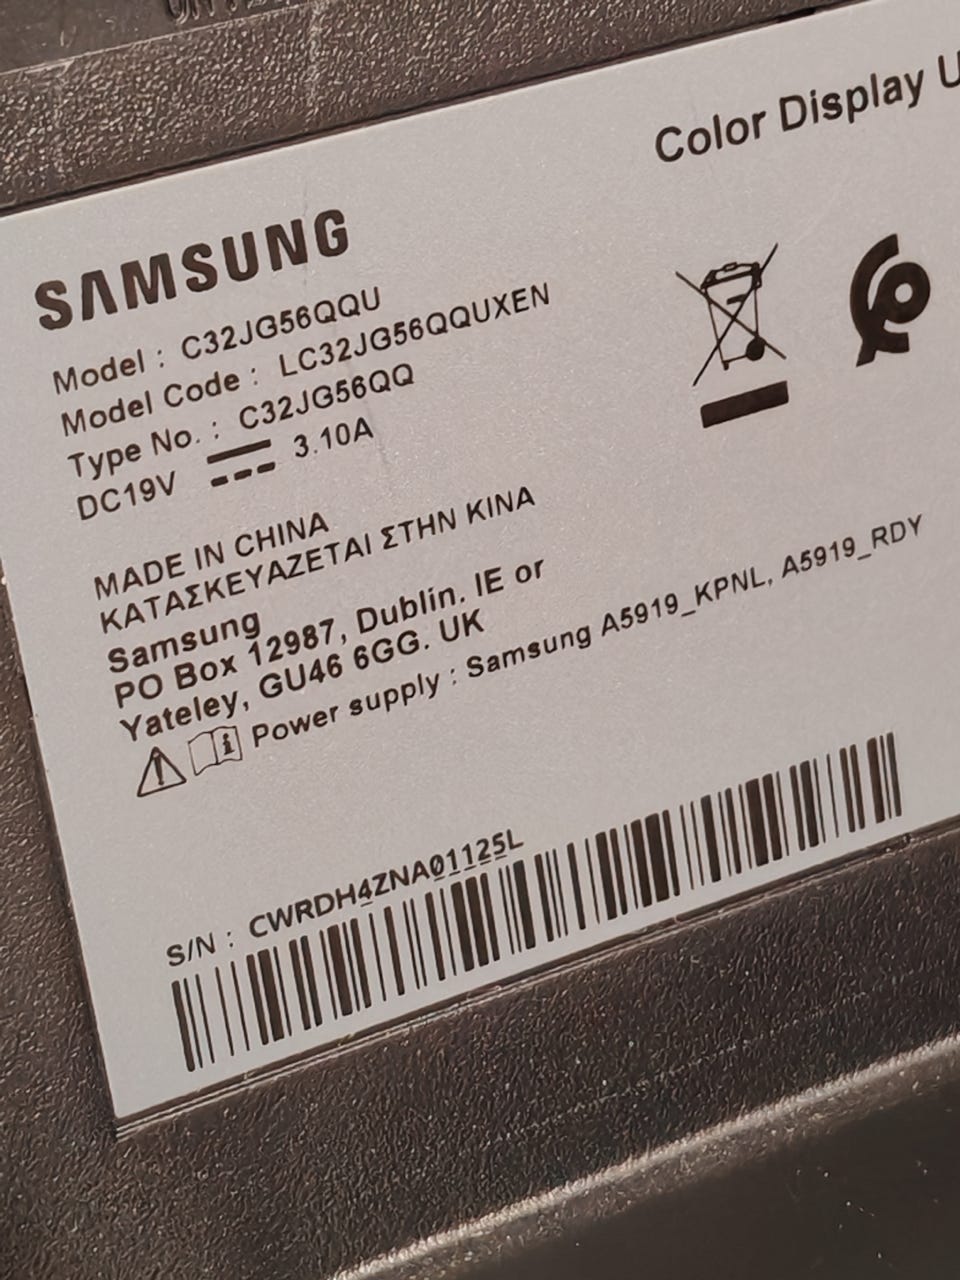 Color Display U
SAMSUNG
Model : C32JG56QQU
Model Code : LC32JG56QQUXEN
Type No. : C32JG56QQ
DC19V 3.10A
MADE IN CHINA
ΚΑΤΑΣΚΕΥΑΖΕΤΑΙ ΣΤΗΝ ΚΙΝΑ
Samsung
PO Box 12987, Dublin. IE or
Yateley, GU46 6GG. UK
Power supply : Samsung A5919_KPNL, A5919_RDY
S/N : CWRDH4ZNA01125L